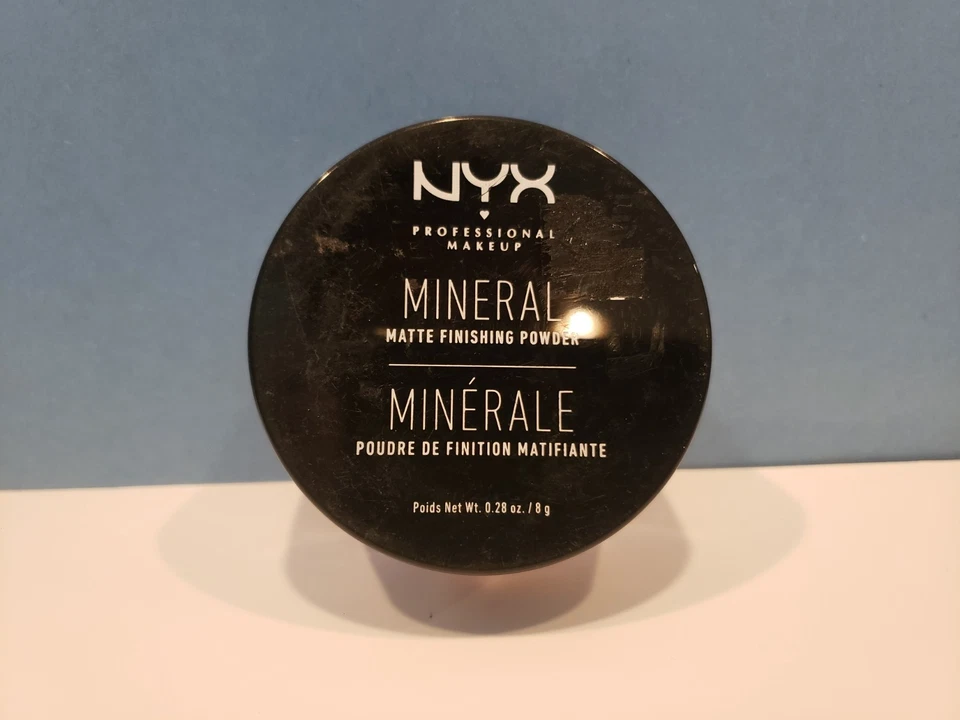 NYX
PROFESSIONAL
MAKEUP
MINERAL
MATTE FINISHING POWDER
MINÉRALE
POUDRE DE FINITION MATIFIANTE
Poids Net Wt. 0.28 oz. / 8 g